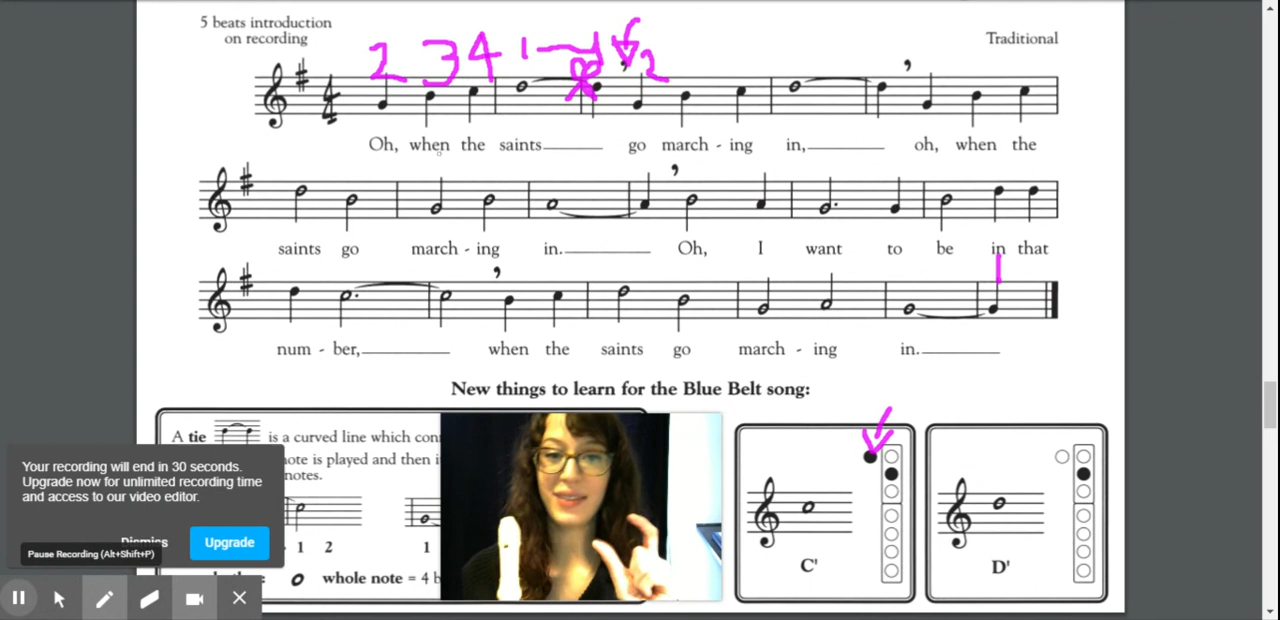 5 beats introduction
on recording
Traditional
2 3 4 1 2
Oh, when the saints go march - ing in, oh, when the
saints go march - ing in. Oh, I want to be in that
num - ber, when the saints go march - ing in.
New things to learn for the Blue Belt song:
A tie is a curved line which con
note is played and then i
notes.
1 2 1
whole note = 4 b
C'
D'
Your recording will end in 30 seconds.
Upgrade now for unlimited recording time
and access to our video editor.
Dismiss Upgrade
Pause Recording (Alt+Shift+P)